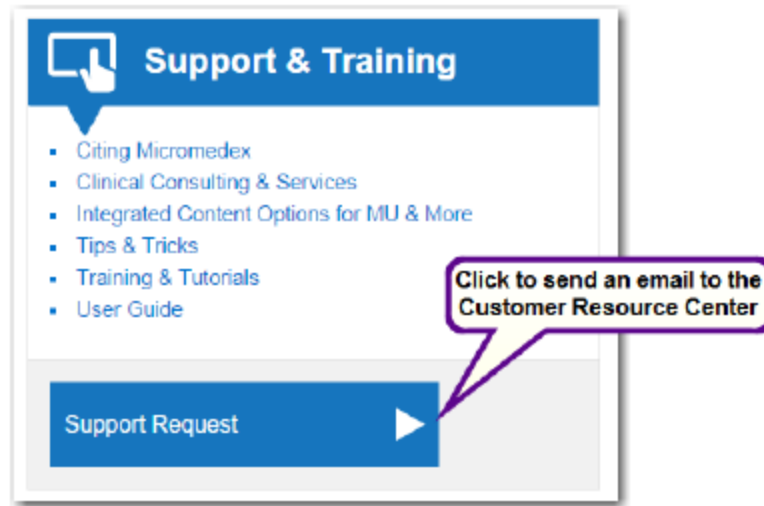 Support & Training
Citing Micromedex
Clinical Consulting & Services
Integrated Content Options for MU & More
Tips & Tricks
Training & Tutorials
User Guide
Click to send an email to the
Customer Resource Center
Support Request